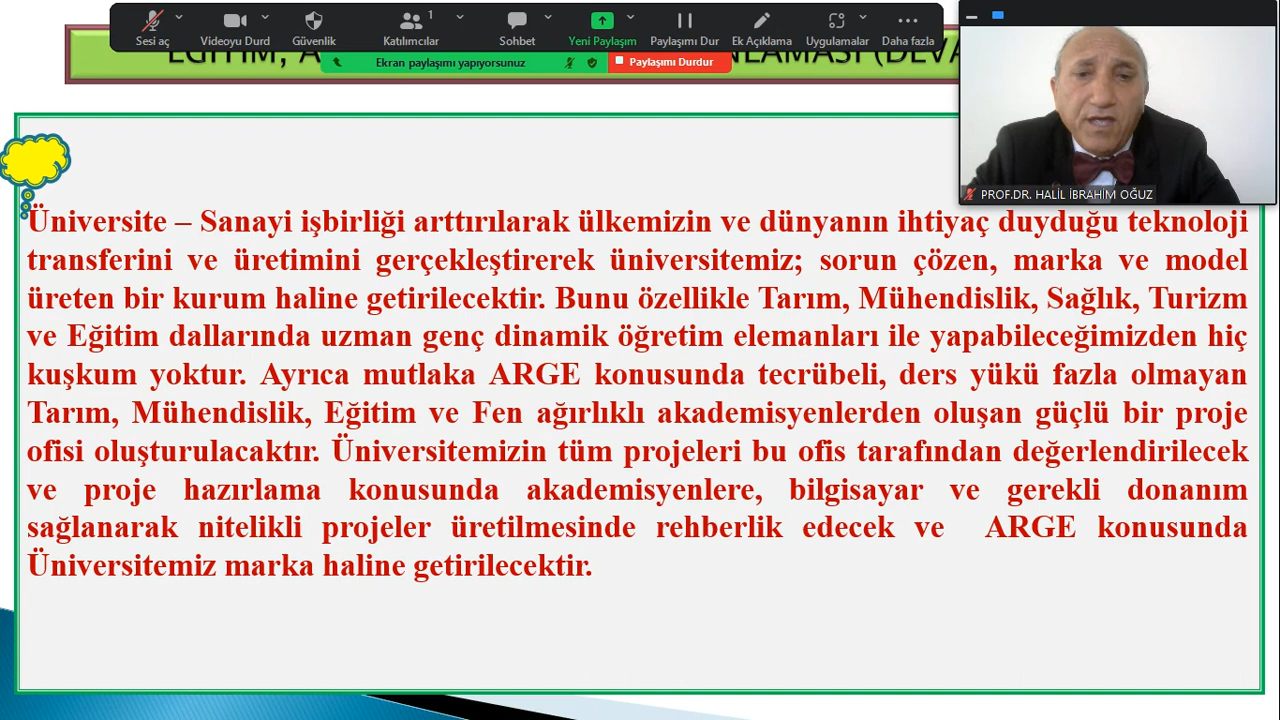 Sesi aç
Videoyu Durd
Güvenlik
Katılımcılar
1
Sohbet
Yeni Paylaşım
Paylaşımı Dur
Ek Açıklama
Uygulamalar
Daha fazla
Ekran paylaşımı yapıyorsunuz
Paylaşımı Durdur
PROF.DR. HALİL İBRAHİM OĞUZ
Üniversite – Sanayi işbirliği arttırılarak ülkemizin ve dünyanın ihtiyaç duyduğu teknoloji
transferini ve üretimini gerçekleştirerek üniversitemiz; sorun çözen, marka ve model
üreten bir kurum haline getirilecektir. Bunu özellikle Tarım, Mühendislik, Sağlık, Turizm
ve Eğitim dallarında uzman genç dinamik öğretim elemanları ile yapabileceğimizden hiç
kuşkum yoktur. Ayrıca mutlaka ARGE konusunda tecrübeli, ders yükü fazla olmayan
Tarım, Mühendislik, Eğitim ve Fen ağırlıklı akademisyenlerden oluşan güçlü bir proje
ofisi oluşturulacaktır. Üniversitemizin tüm projeleri bu ofis tarafından değerlendirilecek
ve proje hazırlama konusunda akademisyenlere, bilgisayar ve gerekli donanım
sağlanarak nitelikli projeler üretilmesinde rehberlik edecek ve ARGE konusunda
Üniversitemiz marka haline getirilecektir.